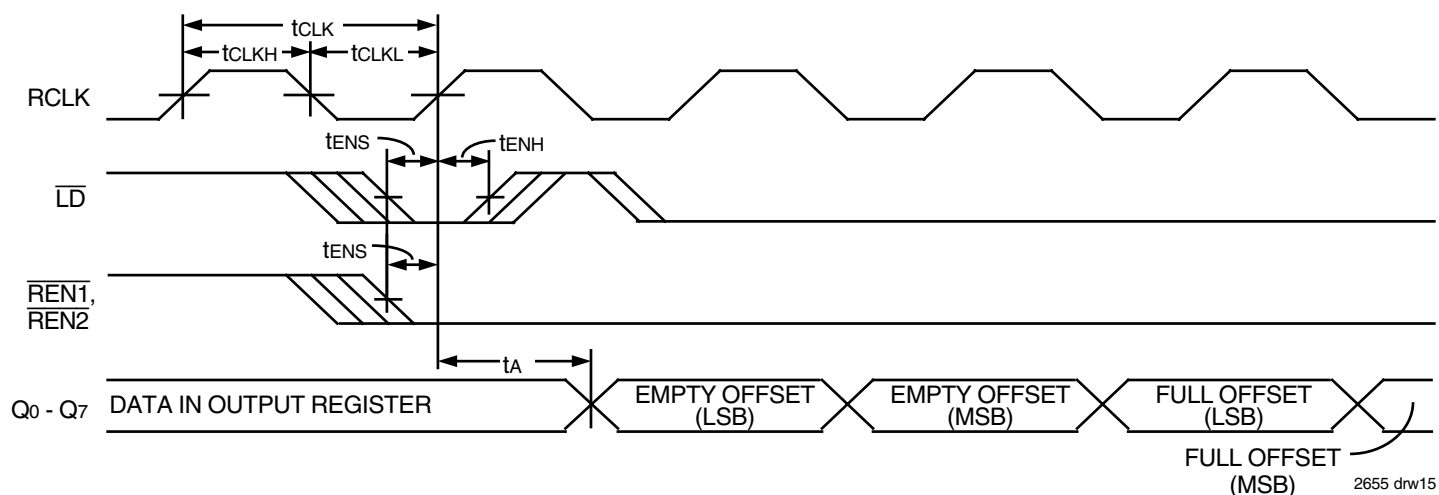 tCLK
tCLKH
tCLKL
RCLK
tENS
tENH
LD
tENS
REN1,
REN2
tA
Q0 - Q7
DATA IN OUTPUT REGISTER
EMPTY OFFSET
(LSB)
EMPTY OFFSET
(MSB)
FULL OFFSET
(LSB)
FULL OFFSET
(MSB)
2655 drw15